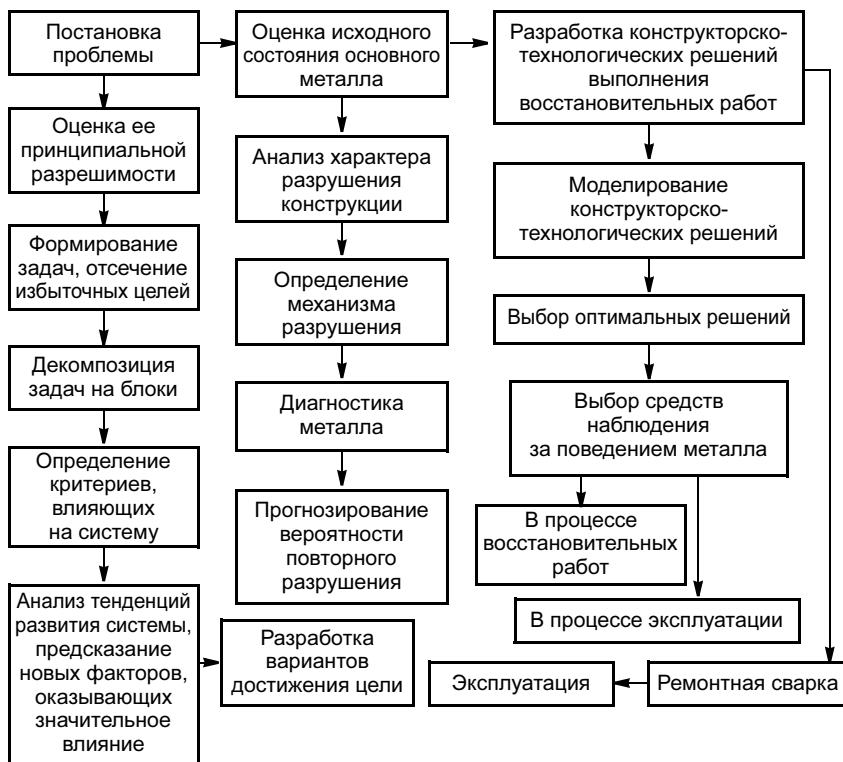 Постановка
проблемы
Оценка ее
принципиальной
разрешимости
Формирование
задач, отсечение
избыточных целей
Декомпозиция
задач на блоки
Определение
критериев,
влияющих
на систему
Анализ тенденций
развития системы,
предсказание
новых факторов,
оказывающих
значительное
влияние
Разработка
вариантов
достижения цели
Оценка исходного
состояния основного
металла
Анализ характера
разрушения
конструкции
Определение
механизма
разрушения
Диагностика
металла
Прогнозирование
вероятности
повторного
разрушения
Разработка конструкторско-
технологических решений
выполнения
восстановительных работ
Моделирование
конструкторско-
технологических решений
Выбор оптимальных решений
Выбор средств
наблюдения
за поведением металла
В процессе
восстановительных
работ
В процессе эксплуатации
Ремонтная сварка
Эксплуатация